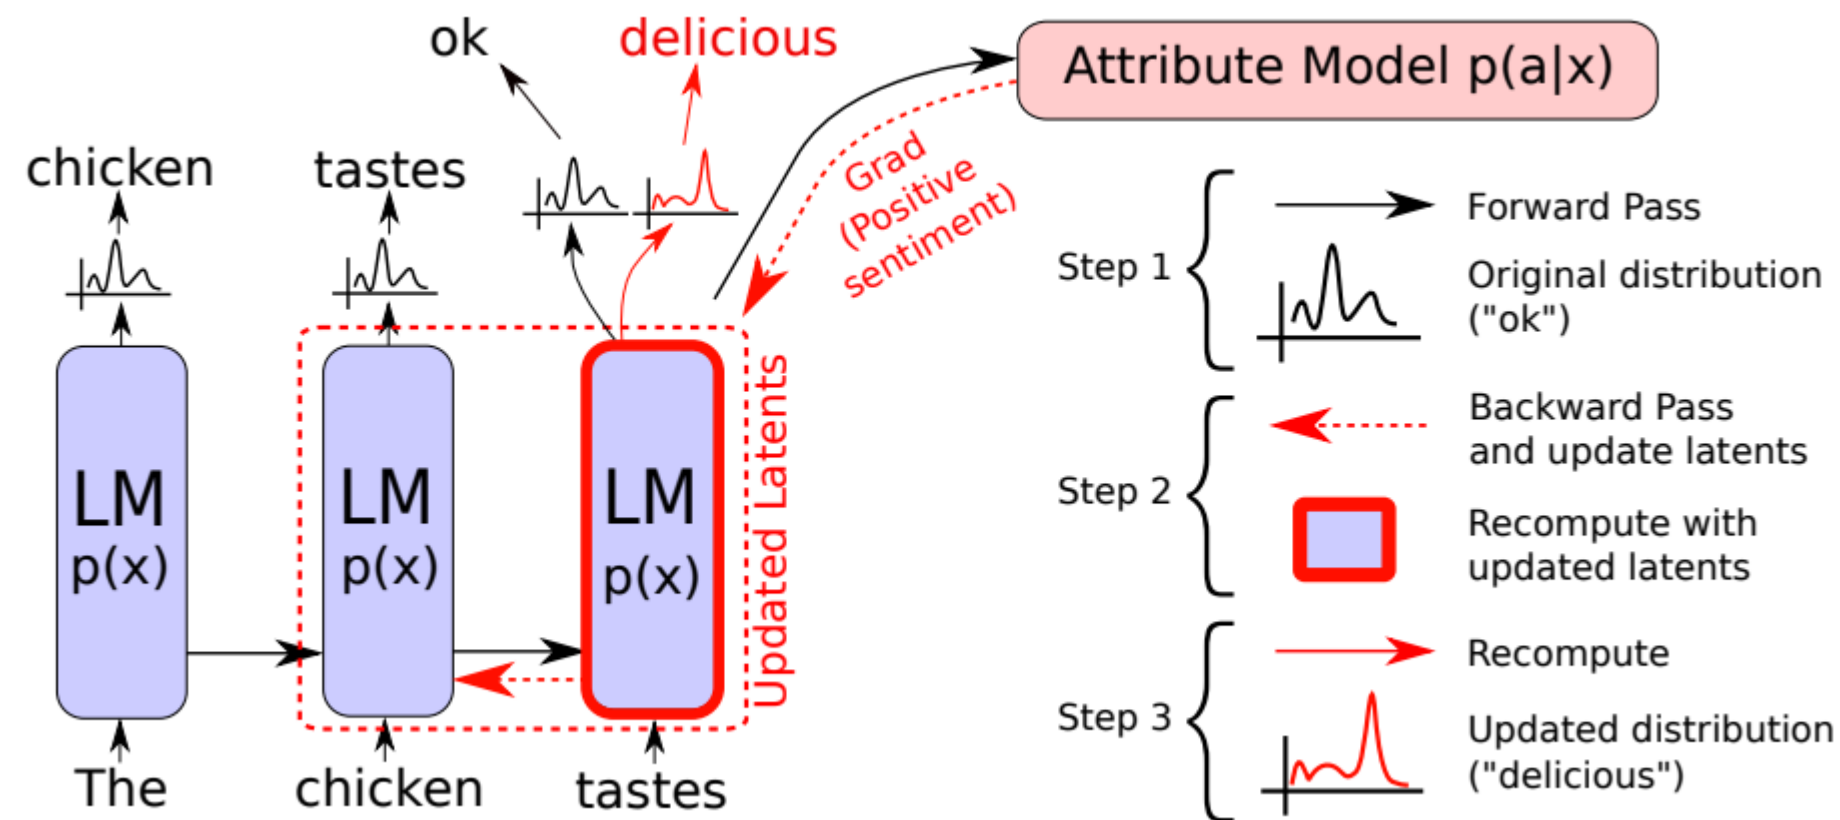 ok
delicious
Attribute Model p(a|x)
chicken
tastes
Grad
(Positive
sentiment)
LM
p(x)
LM
p(x)
LM
p(x)
Updated Latents
The
chicken
tastes
Step 1
Forward Pass
Original distribution
("ok")
Step 2
Backward Pass
and update latents
Recompute with
updated latents
Step 3
Recompute
Updated distribution
("delicious")